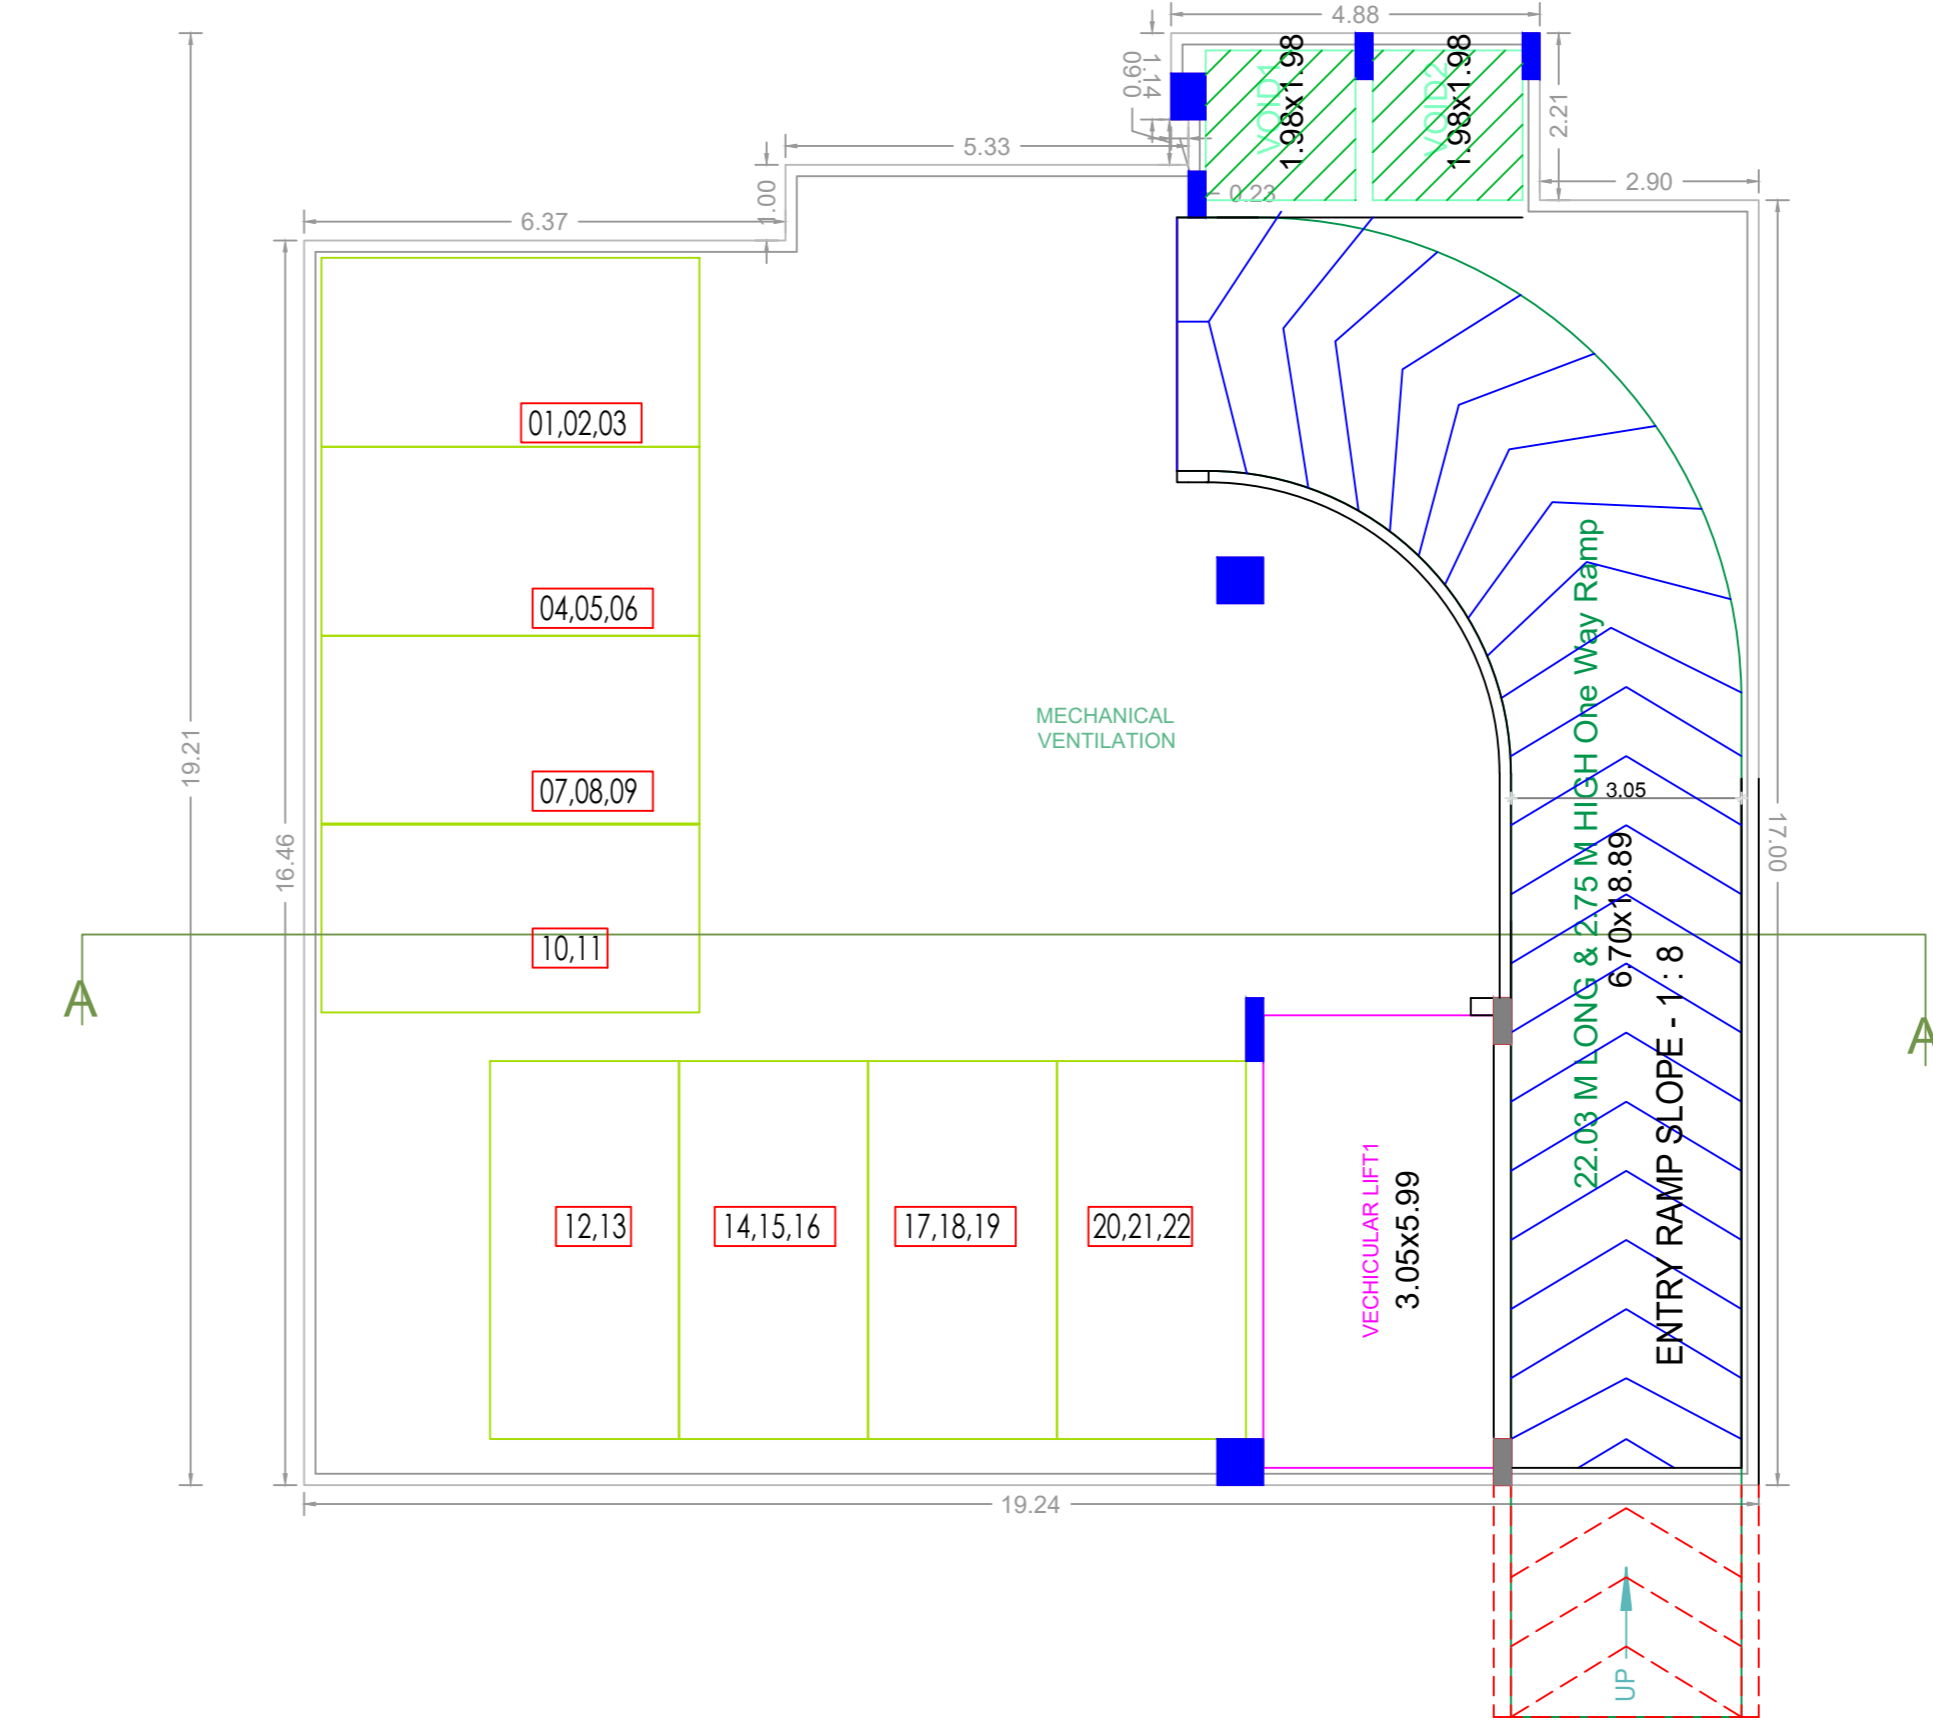 4.88
1.14
0.60
VOID1
1.98x1.98
VOID2
1.98x1.98
2.21
5.33
2.90
1.00
0.23
6.37
01,02,03
04,05,06
MECHANICAL
VENTILATION
22.03 M LONG & 2.75 M HIGH One Way Ramp
3.05
6.70x18.89
ENTRY RAMP SLOPE - 1 : 8
19.21
07,08,09
16.46
17.00
10,11
A
A
12,13
14,15,16
17,18,19
20,21,22
VECHICULAR LIFT1
3.05x5.99
19.24
UP